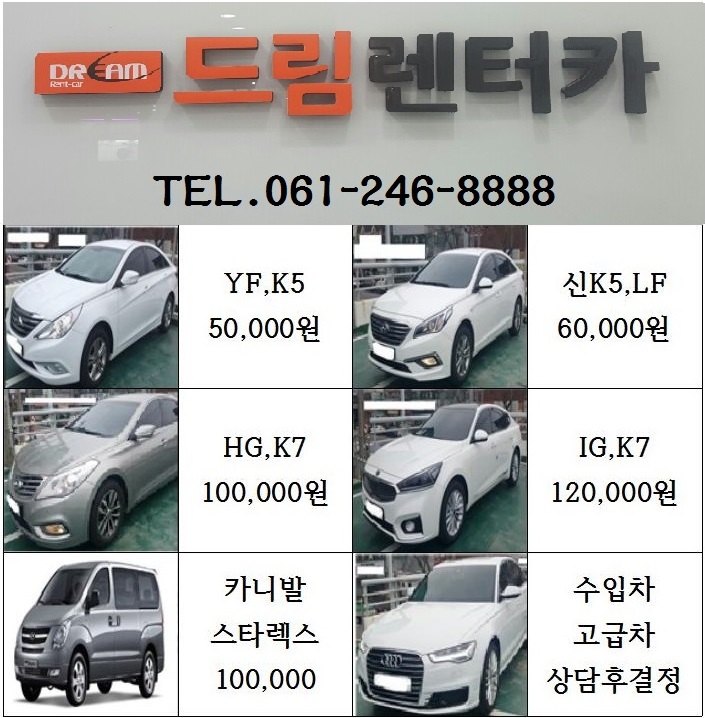 DREAM
Rent-car
드림렌터카
TEL.061-246-8888
YF,K5
50,000원
신K5,LF
60,000원
HG,K7
100,000원
IG,K7
120,000원
카니발
스타렉스
100,000
수입차
고급차
상담후결정